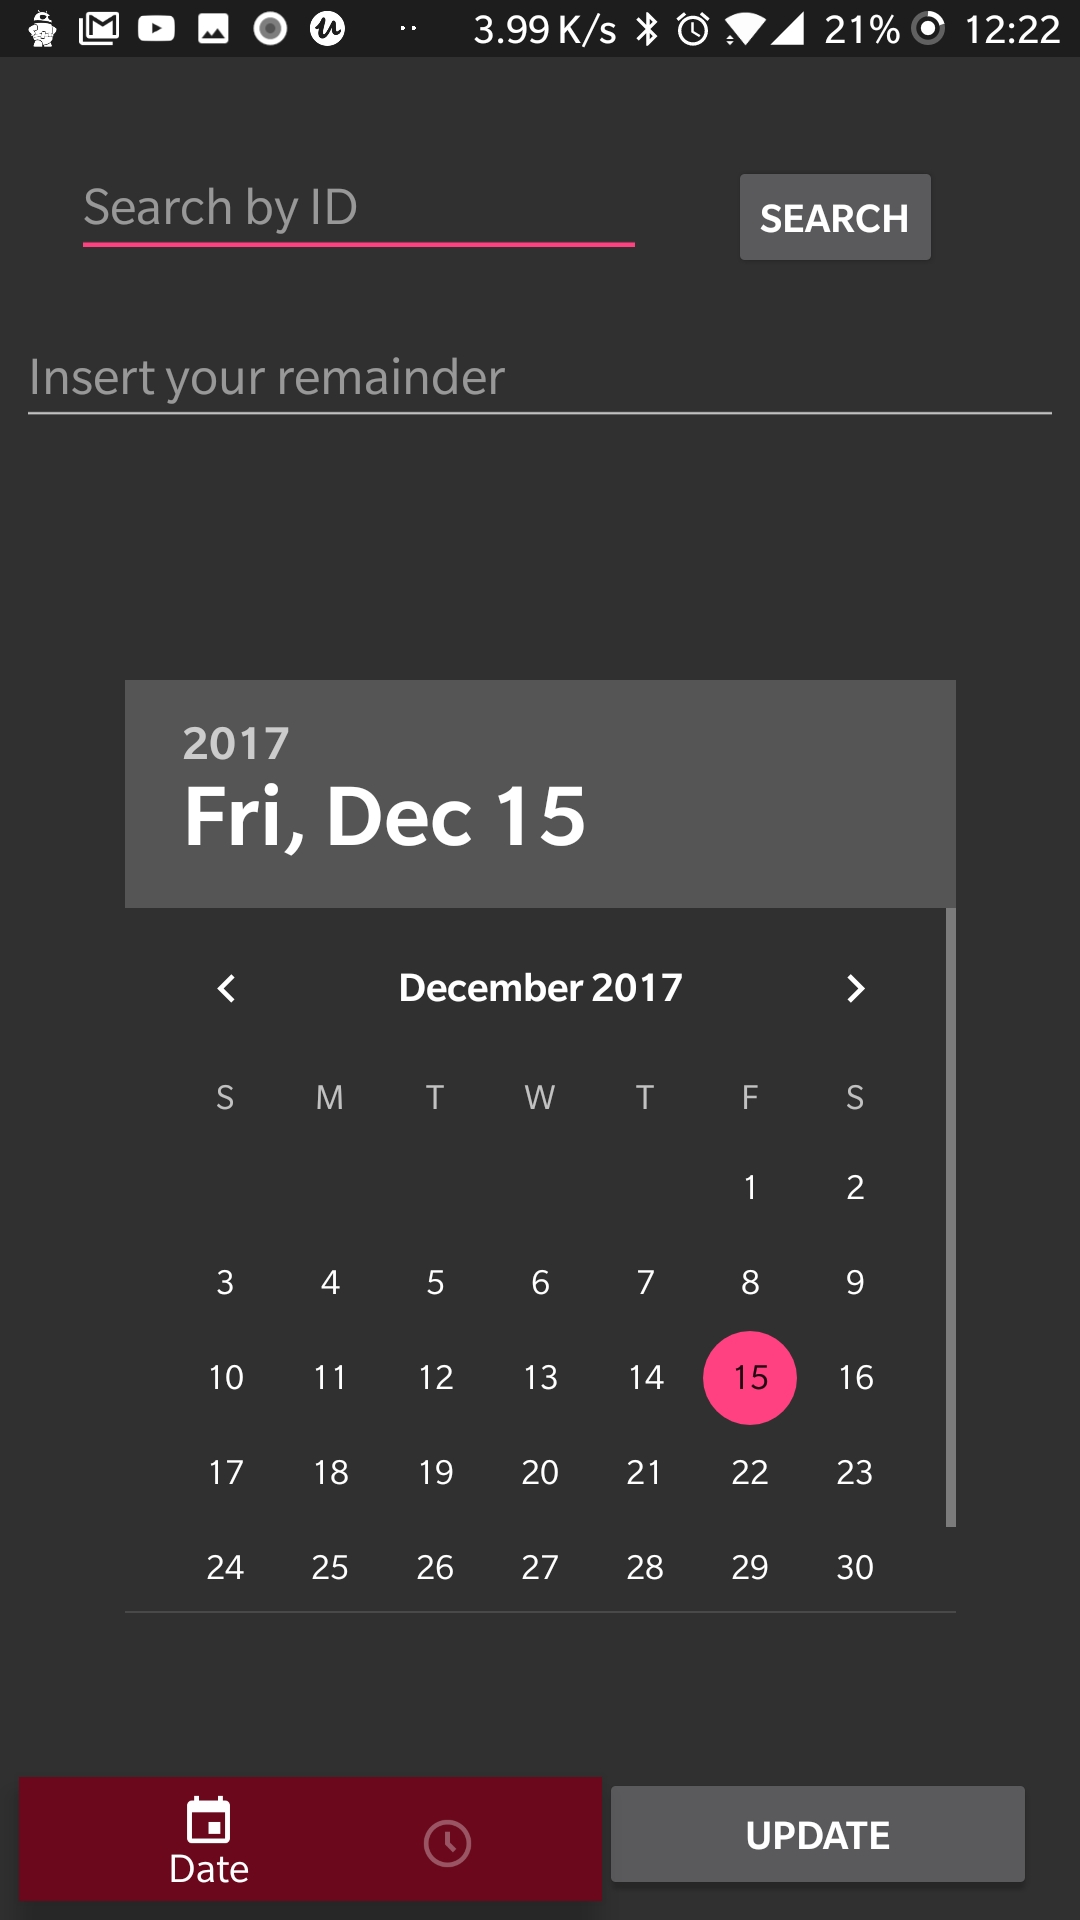 3.99 K/s 21% 12:22
Search by ID
SEARCH
Insert your remainder
2017
Fri, Dec 15
December 2017
S M T W T F S
1 2
3 4 5 6 7 8 9
10 11 12 13 14 15 16
17 18 19 20 21 22 23
24 25 26 27 28 29 30
Date
UPDATE